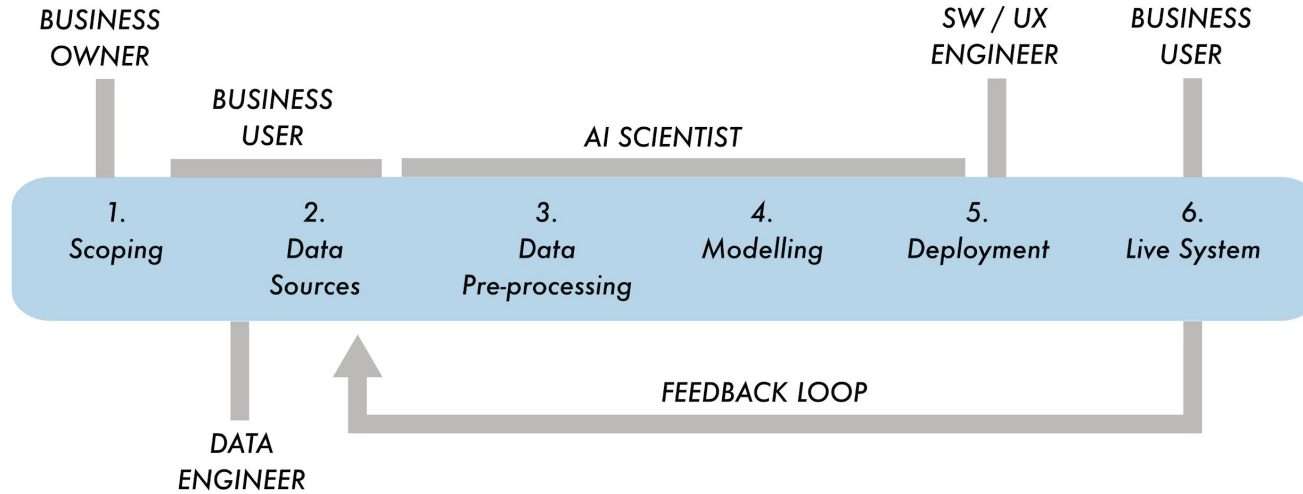 BUSINESS
OWNER
BUSINESS
USER
AI SCIENTIST
SW / UX
ENGINEER
BUSINESS
USER
1.
Scoping
2.
Data
Sources
3.
Data
Pre-processing
4.
Modelling
5.
Deployment
6.
Live System
DATA
ENGINEER
FEEDBACK LOOP